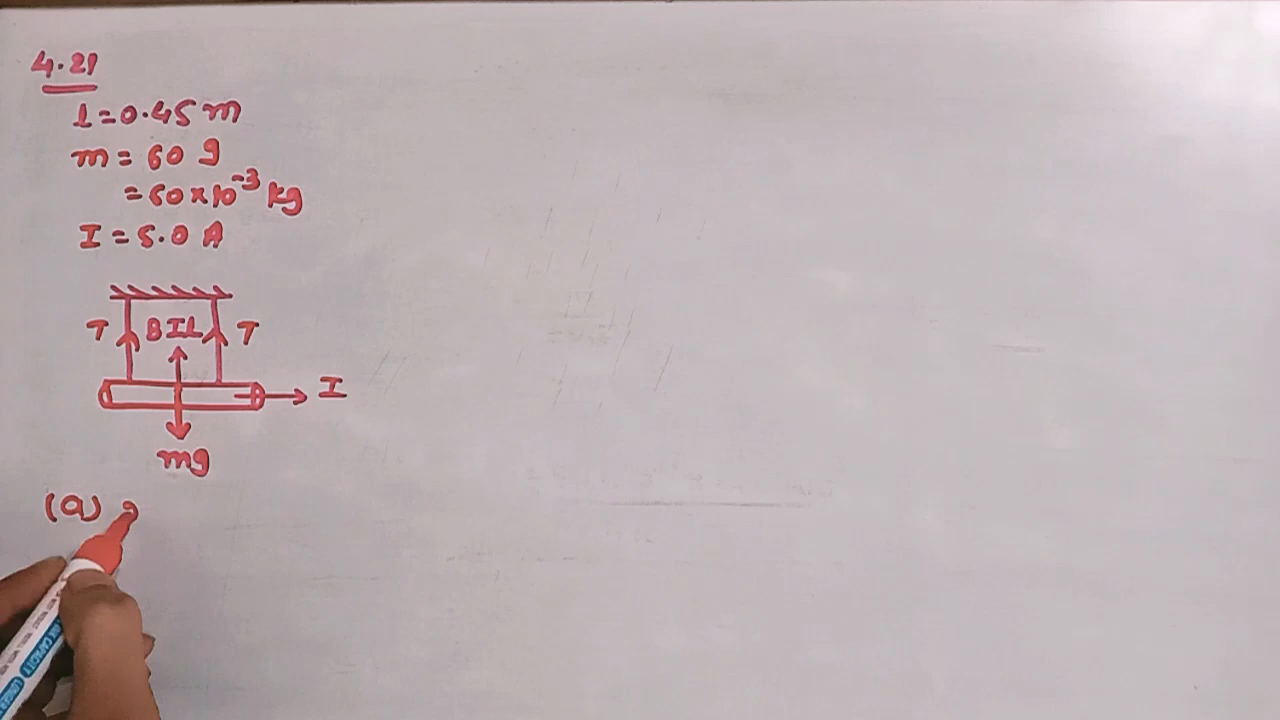 4.21
l = 0.45 m
m = 60 g
= 60 × 10⁻³ kg
I = 5.0 A
T BIl T
I
mg
(a)